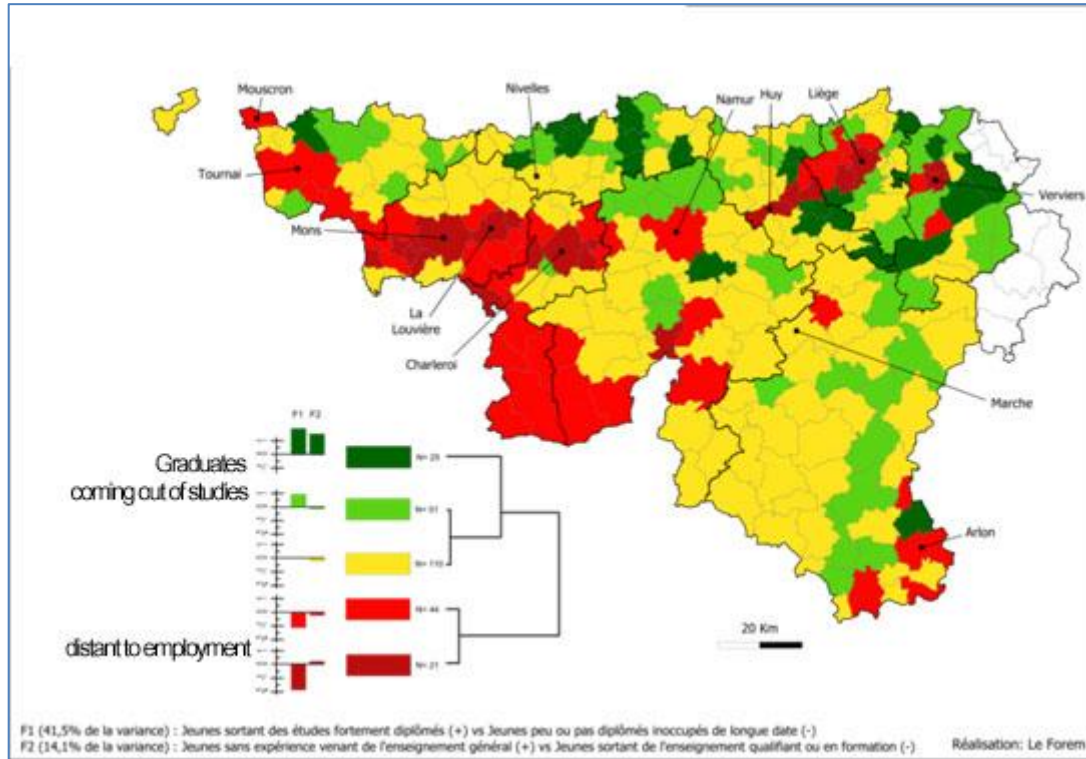 Mouscron
Nivelles
Namur
Huy
Liège
Tournai
Verviers
Mons
La
Louvière
Charleroi
Marche
F1 F2
Graduates
coming out of studies
distant to employment
Arlon
N= 110
N= 44
N= 21
20 Km
F1 (41,5% de la variance) : Jeunes sortant des études fortement diplômés (+) vs Jeunes peu ou pas diplômés inoccupés de longue date (-)
F2 (14,1% de la variance) : Jeunes sans expérience venant de l'enseignement général (+) vs Jeunes sortant de l'enseignement qualifiant ou en formation (-)
Réalisation: Le Forem